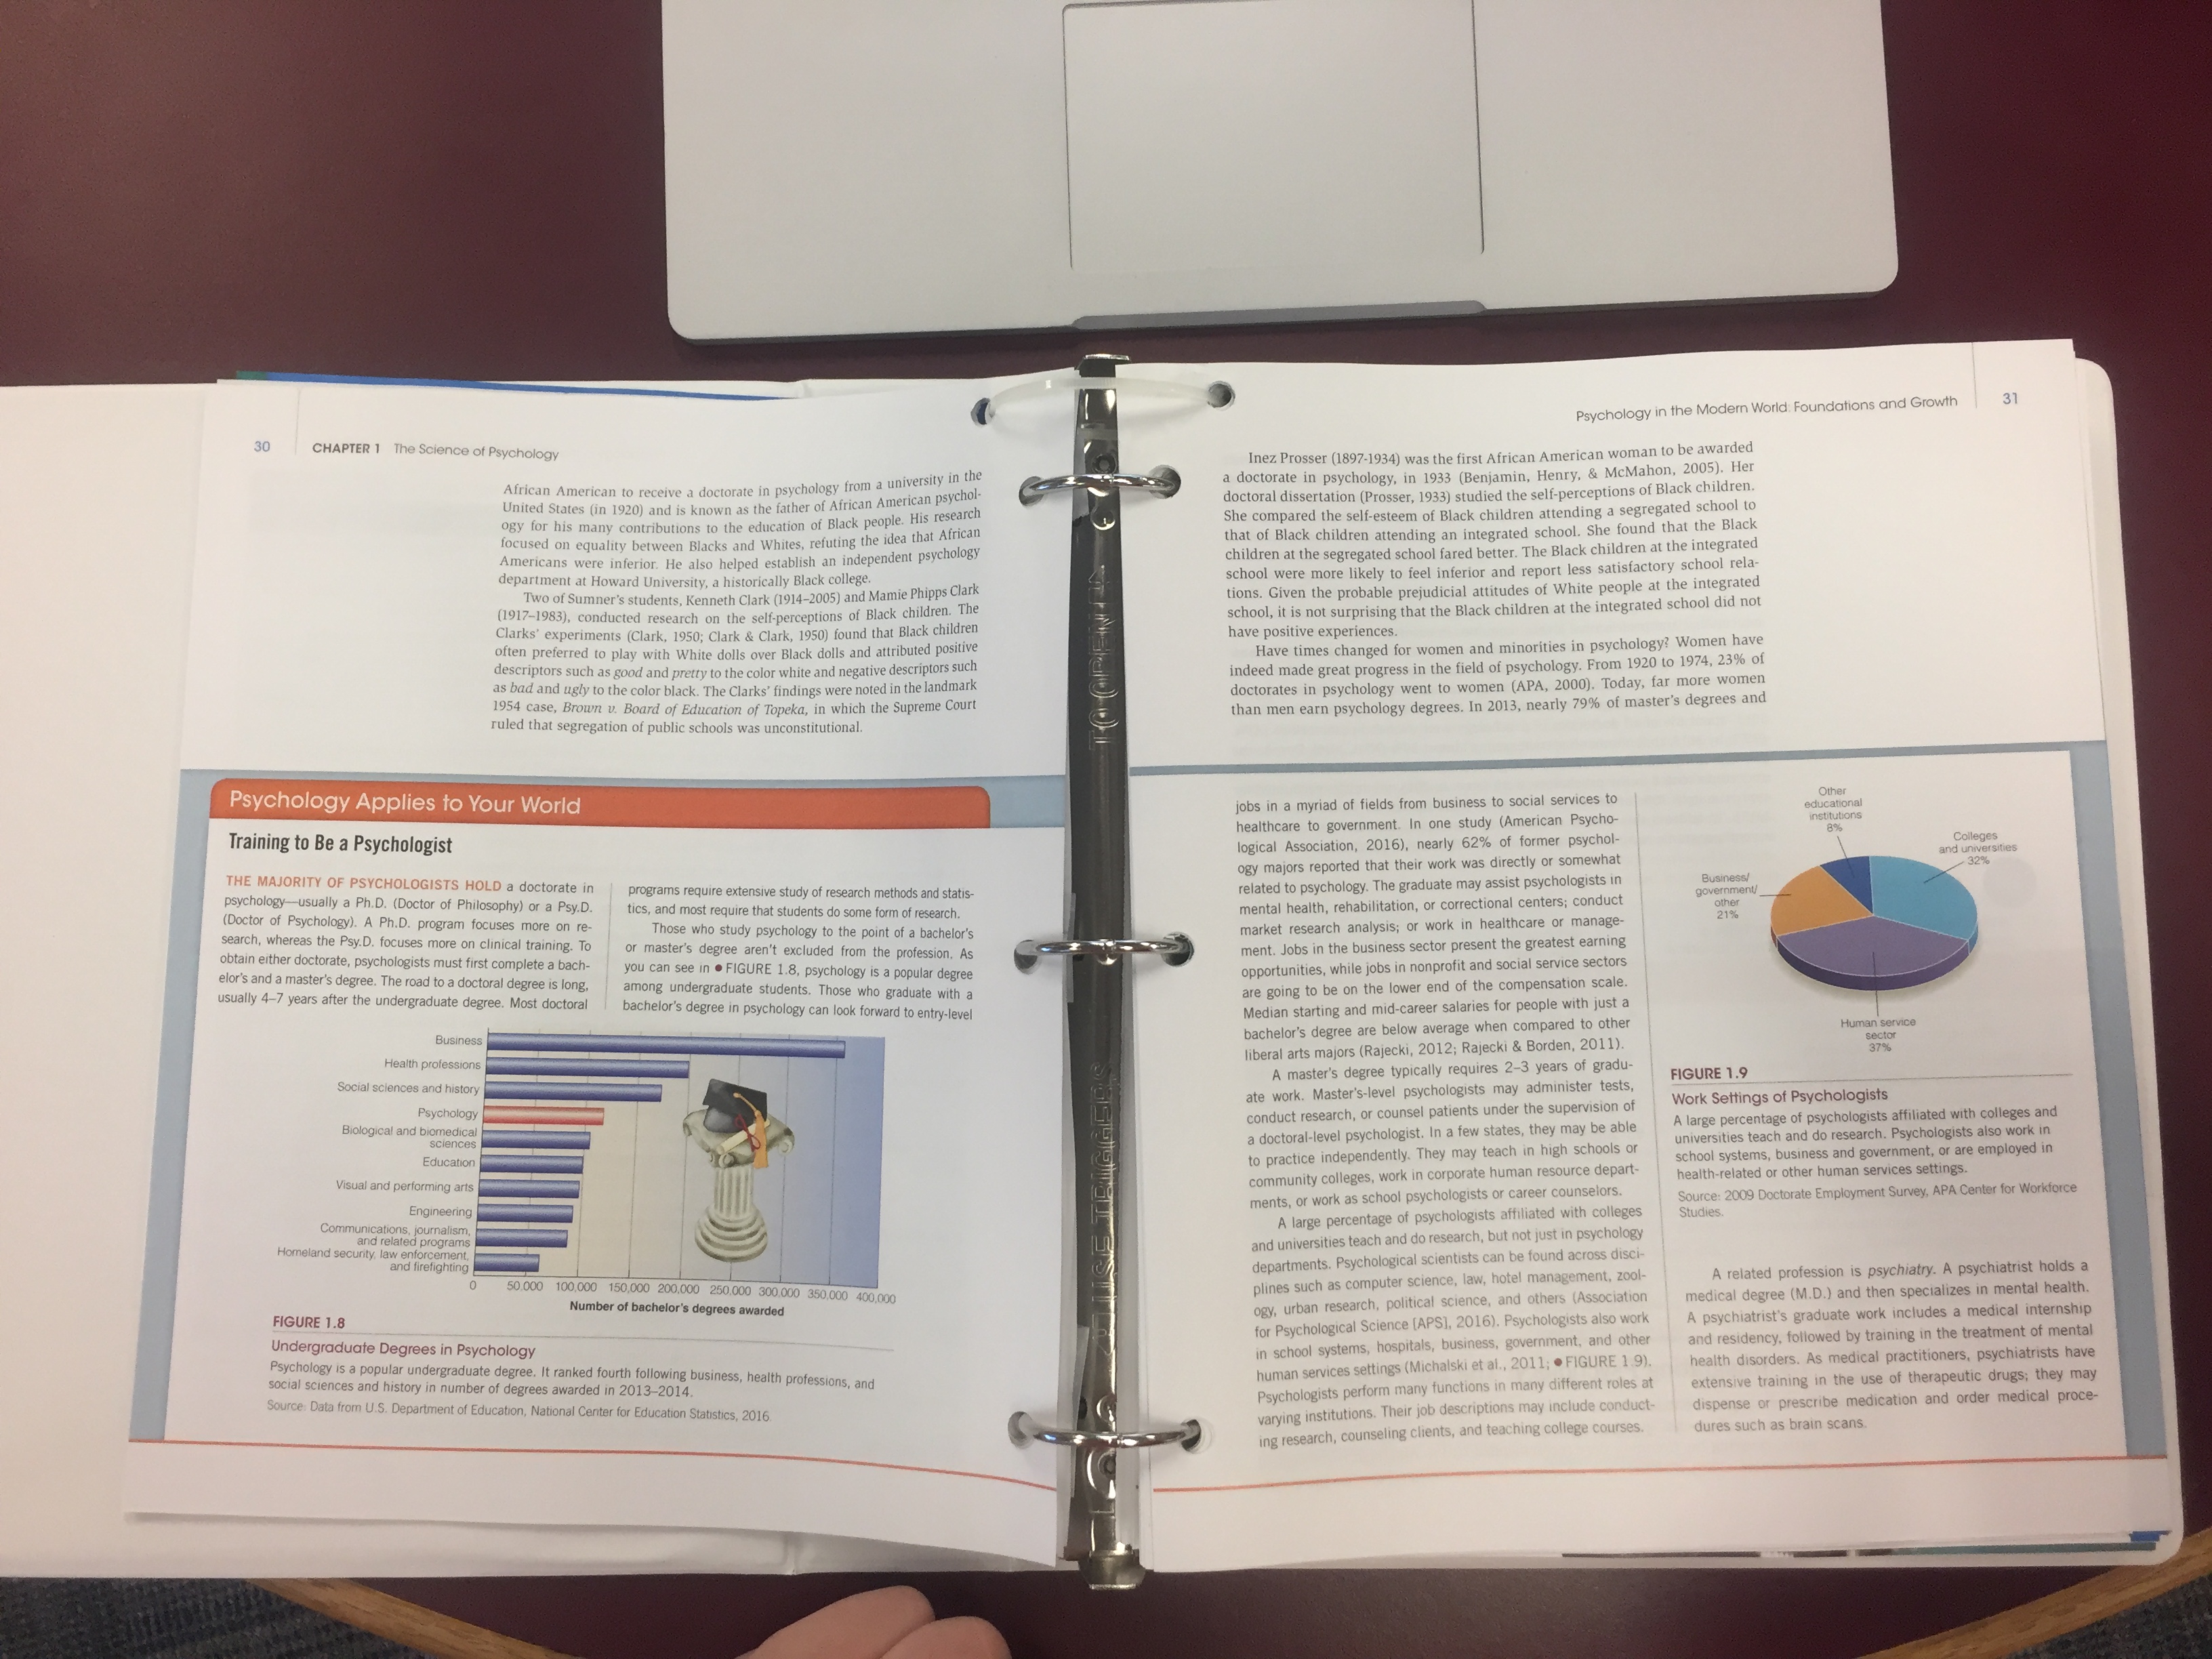 30 CHAPTER 1 The Science of Psychology
African American to receive a doctorate in psychology from a university in the
United States (in 1920) and is known as the father of African American psychol-
ogy for his many contributions to the education of Black people. His research
focused on equality between Blacks and Whites, refuting the idea that African
Americans were inferior. He also helped establish an independent psychology
department at Howard University, a historically Black college.
Two of Sumner's students, Kenneth Clark (1914–2005) and Mamie Phipps Clark
(1917–1983), conducted research on the self-perceptions of Black children. The
Clarks' experiments (Clark, 1950; Clark & Clark, 1950) found that Black children
often preferred to play with White dolls over Black dolls and attributed positive
descriptors such as good and pretty to the color white and negative descriptors such
as bad and ugly to the color black. The Clarks' findings were noted in the landmark
1954 case, Brown v. Board of Education of Topeka, in which the Supreme Court
ruled that segregation of public schools was unconstitutional.
Psychology Applies to Your World
Training to Be a Psychologist
THE MAJORITY OF PSYCHOLOGISTS HOLD a doctorate in
psychology—usually a Ph.D. (Doctor of Philosophy) or a Psy.D.
(Doctor of Psychology). A Ph.D. program focuses more on re-
search, whereas the Psy.D. focuses more on clinical training. To
obtain either doctorate, psychologists must first complete a bach-
elor's and a master's degree. The road to a doctoral degree is long,
usually 4–7 years after the undergraduate degree. Most doctoral
programs require extensive study of research methods and statis-
tics, and most require that students do some form of research.
Those who study psychology to the point of a bachelor's
or master's degree aren't excluded from the profession. As
you can see in • FIGURE 1.8, psychology is a popular degree
among undergraduate students. Those who graduate with a
bachelor's degree in psychology can look forward to entry-level
Business
Health professions
Social sciences and history
Psychology
Biological and biomedical
sciences
Education
Visual and performing arts
Engineering
Communications, journalism,
and related programs
Homeland security, law enforcement,
and firefighting
0 50,000 100,000 150,000 200,000 250,000 300,000 350,000 400,000
Number of bachelor's degrees awarded
FIGURE 1.8
Undergraduate Degrees in Psychology
Psychology is a popular undergraduate degree. It ranked fourth following business, health professions, and
social sciences and history in number of degrees awarded in 2013–2014.
Source: Data from U.S. Department of Education, National Center for Education Statistics, 2016.
TO OPEN
USE TRIGGERS
Psychology in the Modern World: Foundations and Growth 31
Inez Prosser (1897-1934) was the first African American woman to be awarded
a doctorate in psychology, in 1933 (Benjamin, Henry, & McMahon, 2005). Her
doctoral dissertation (Prosser, 1933) studied the self-perceptions of Black children.
She compared the self-esteem of Black children attending a segregated school to
that of Black children attending an integrated school. She found that the Black
children at the segregated school fared better. The Black children at the integrated
school were more likely to feel inferior and report less satisfactory school rela-
tions. Given the probable prejudicial attitudes of White people at the integrated
school, it is not surprising that the Black children at the integrated school did not
have positive experiences.
Have times changed for women and minorities in psychology? Women have
indeed made great progress in the field of psychology. From 1920 to 1974, 23% of
doctorates in psychology went to women (APA, 2000). Today, far more women
than men earn psychology degrees. In 2013, nearly 79% of master's degrees and
jobs in a myriad of fields from business to social services to
healthcare to government. In one study (American Psycho-
logical Association, 2016), nearly 62% of former psychol-
ogy majors reported that their work was directly or somewhat
related to psychology. The graduate may assist psychologists in
mental health, rehabilitation, or correctional centers; conduct
market research analysis; or work in healthcare or manage-
ment. Jobs in the business sector present the greatest earning
opportunities, while jobs in nonprofit and social service sectors
are going to be on the lower end of the compensation scale.
Median starting and mid-career salaries for people with just a
bachelor's degree are below average when compared to other
liberal arts majors (Rajecki, 2012; Rajecki & Borden, 2011).
A master's degree typically requires 2–3 years of gradu-
ate work. Master's-level psychologists may administer tests,
conduct research, or counsel patients under the supervision of
a doctoral-level psychologist. In a few states, they may be able
to practice independently. They may teach in high schools or
community colleges, work in corporate human resource depart-
ments, or work as school psychologists or career counselors.
A large percentage of psychologists affiliated with colleges
and universities teach and do research, but not just in psychology
departments. Psychological scientists can be found across disci-
plines such as computer science, law, hotel management, zool-
ogy, urban research, political science, and others (Association
for Psychological Science [APS], 2016). Psychologists also work
in school systems, hospitals, business, government, and other
human services settings (Michalski et al., 2011; • FIGURE 1.9).
Psychologists perform many functions in many different roles at
varying institutions. Their job descriptions may include conduct-
ing research, counseling clients, and teaching college courses.
Other
educational
institutions
8%
Colleges
and universities
32%
Business/
government/
other
21%
Human service
sector
37%
FIGURE 1.9
Work Settings of Psychologists
A large percentage of psychologists affiliated with colleges and
universities teach and do research. Psychologists also work in
school systems, business and government, or are employed in
health-related or other human services settings.
Source: 2009 Doctorate Employment Survey, APA Center for Workforce
Studies.
A related profession is psychiatry. A psychiatrist holds a
medical degree (M.D.) and then specializes in mental health.
A psychiatrist's graduate work includes a medical internship
and residency, followed by training in the treatment of mental
health disorders. As medical practitioners, psychiatrists have
extensive training in the use of therapeutic drugs; they may
dispense or prescribe medication and order medical proce-
dures such as brain scans.